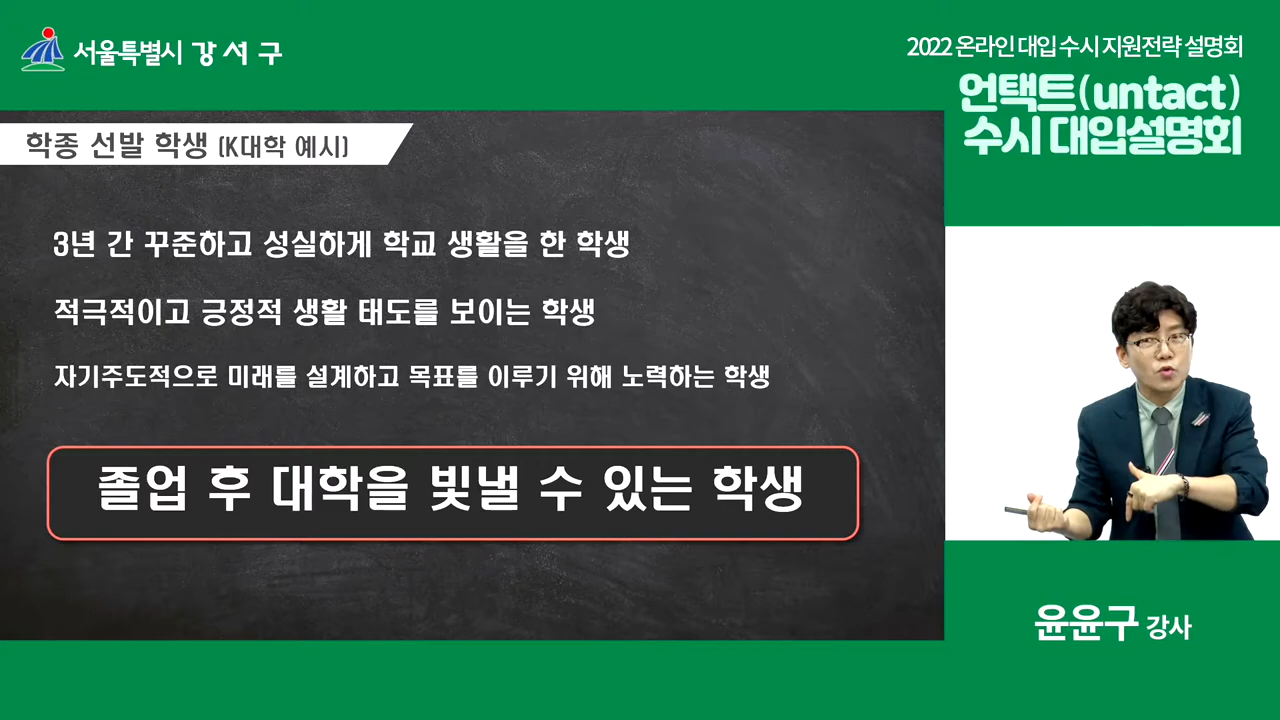 서울특별시 강서구
2022 온라인 대입 수시 지원전략 설명회
언택트(untact)
수시 대입설명회
학종 선발 학생 (K대학 예시)
3년 간 꾸준하고 성실하게 학교 생활을 한 학생
적극적이고 긍정적 생활 태도를 보이는 학생
자기주도적으로 미래를 설계하고 목표를 이루기 위해 노력하는 학생
졸업 후 대학을 빛낼 수 있는 학생
윤윤구 강사